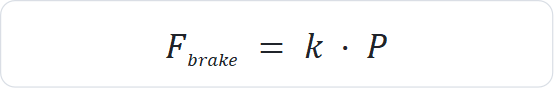 F_brake = k · P